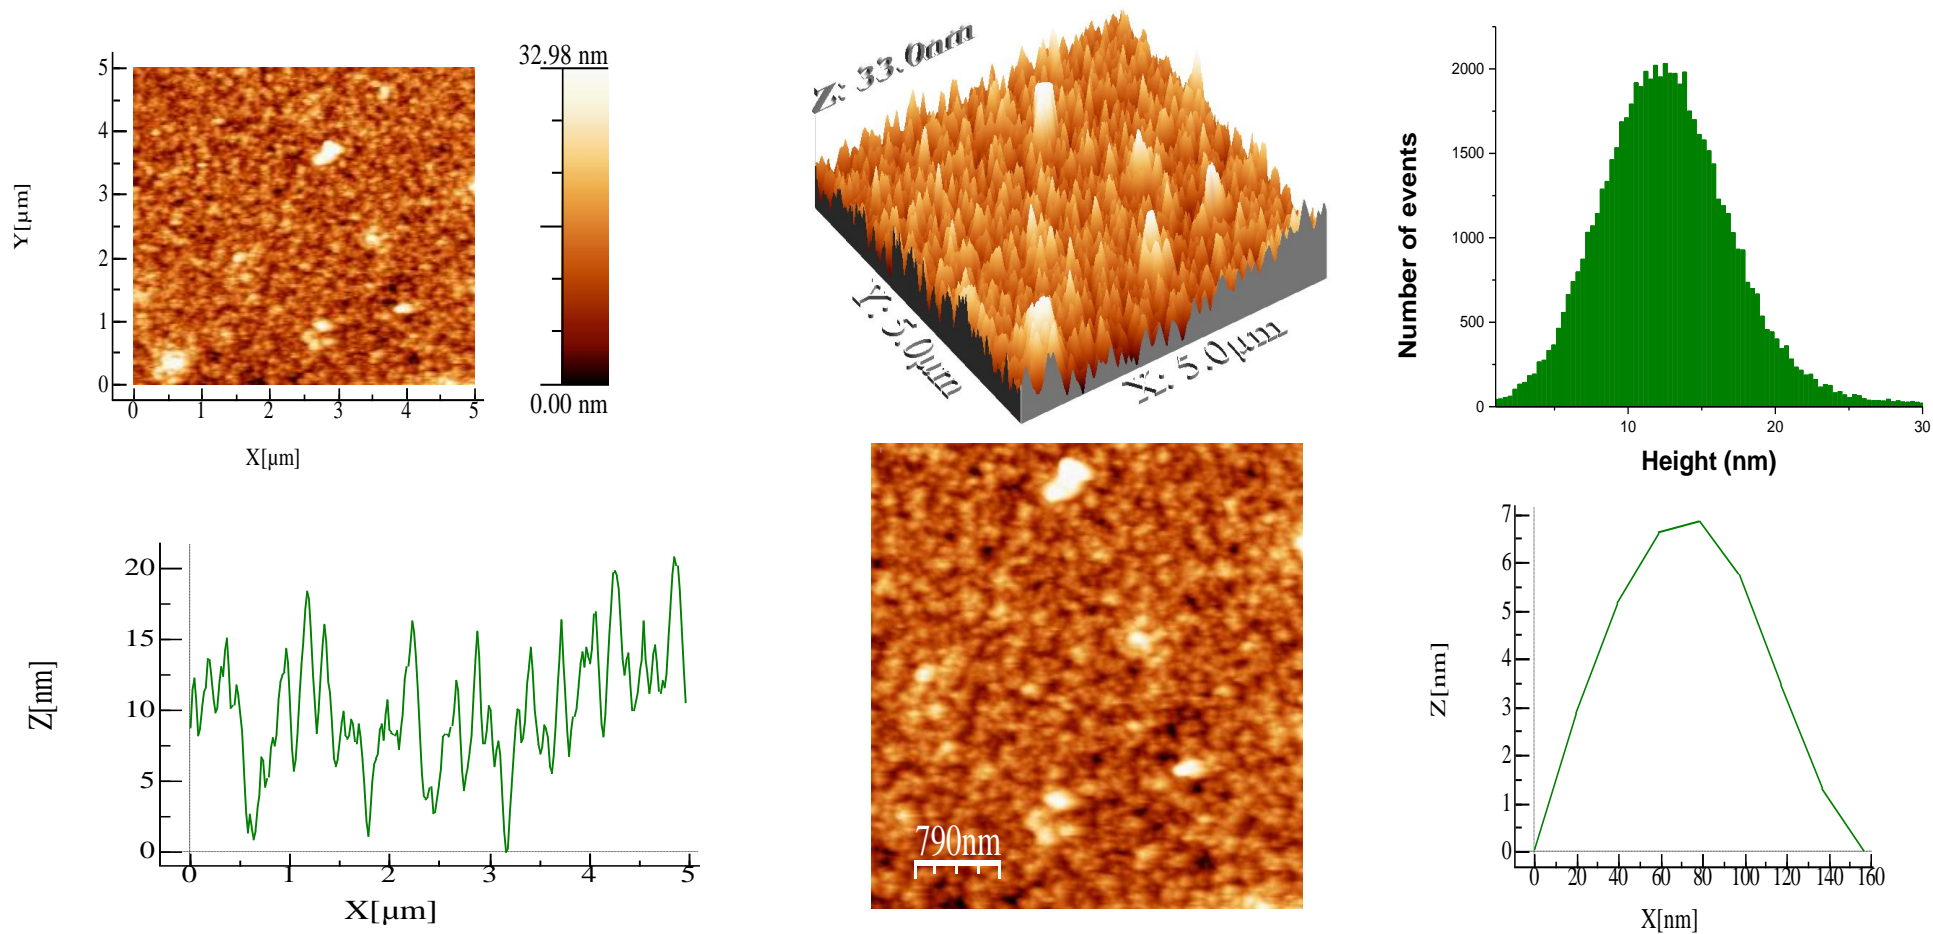 32.98 nm
5
4
3
2
1
0
Y[µm]
0 1 2 3 4 5
X[µm]
0.00 nm
Z: 33.0nm
Y: 5.0µm
X: 5.0µm
2000
1500
1000
500
0
Number of events
10 20 30
Height (nm)
20
15
10
5
0
Z[nm]
0 1 2 3 4 5
X[µm]
790nm
7
6
5
4
3
2
1
0
Z[nm]
0 20 40 60 80 100 120 140 160
X[nm]